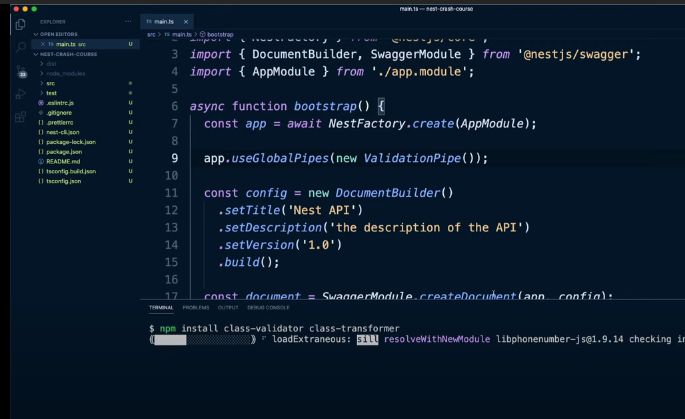 main.ts — nest-crash-course
EXPLORER
OPEN EDITORS
main.ts src U
NEST-CRASH-COURSE
dist
node_modules
src
test
.eslintrc.js U
.gitignore U
.prettierrc U
nest-cli.json U
package-lock.json U
package.json U
README.md U
tsconfig.build.json U
tsconfig.json U
TS main.ts
src > TS main.ts > bootstrap
import { NestFactory } from '@nestjs/core';
3 import { DocumentBuilder, SwaggerModule } from '@nestjs/swagger';
4 import { AppModule } from './app.module';
5
6 async function bootstrap() {
7 const app = await NestFactory.create(AppModule);
8
9 app.useGlobalPipes(new ValidationPipe());
10
11 const config = new DocumentBuilder()
12 .setTitle('Nest API')
13 .setDescription('the description of the API')
14 .setVersion('1.0')
15 .build();
16
17 const document = SwaggerModule.createDocument(app, config);
TERMINAL PROBLEMS OUTPUT DEBUG CONSOLE
$ npm install class-validator class-transformer
loadExtraneous: sill resolveWithNewModule libphonenumber-js@1.9.14 checking in